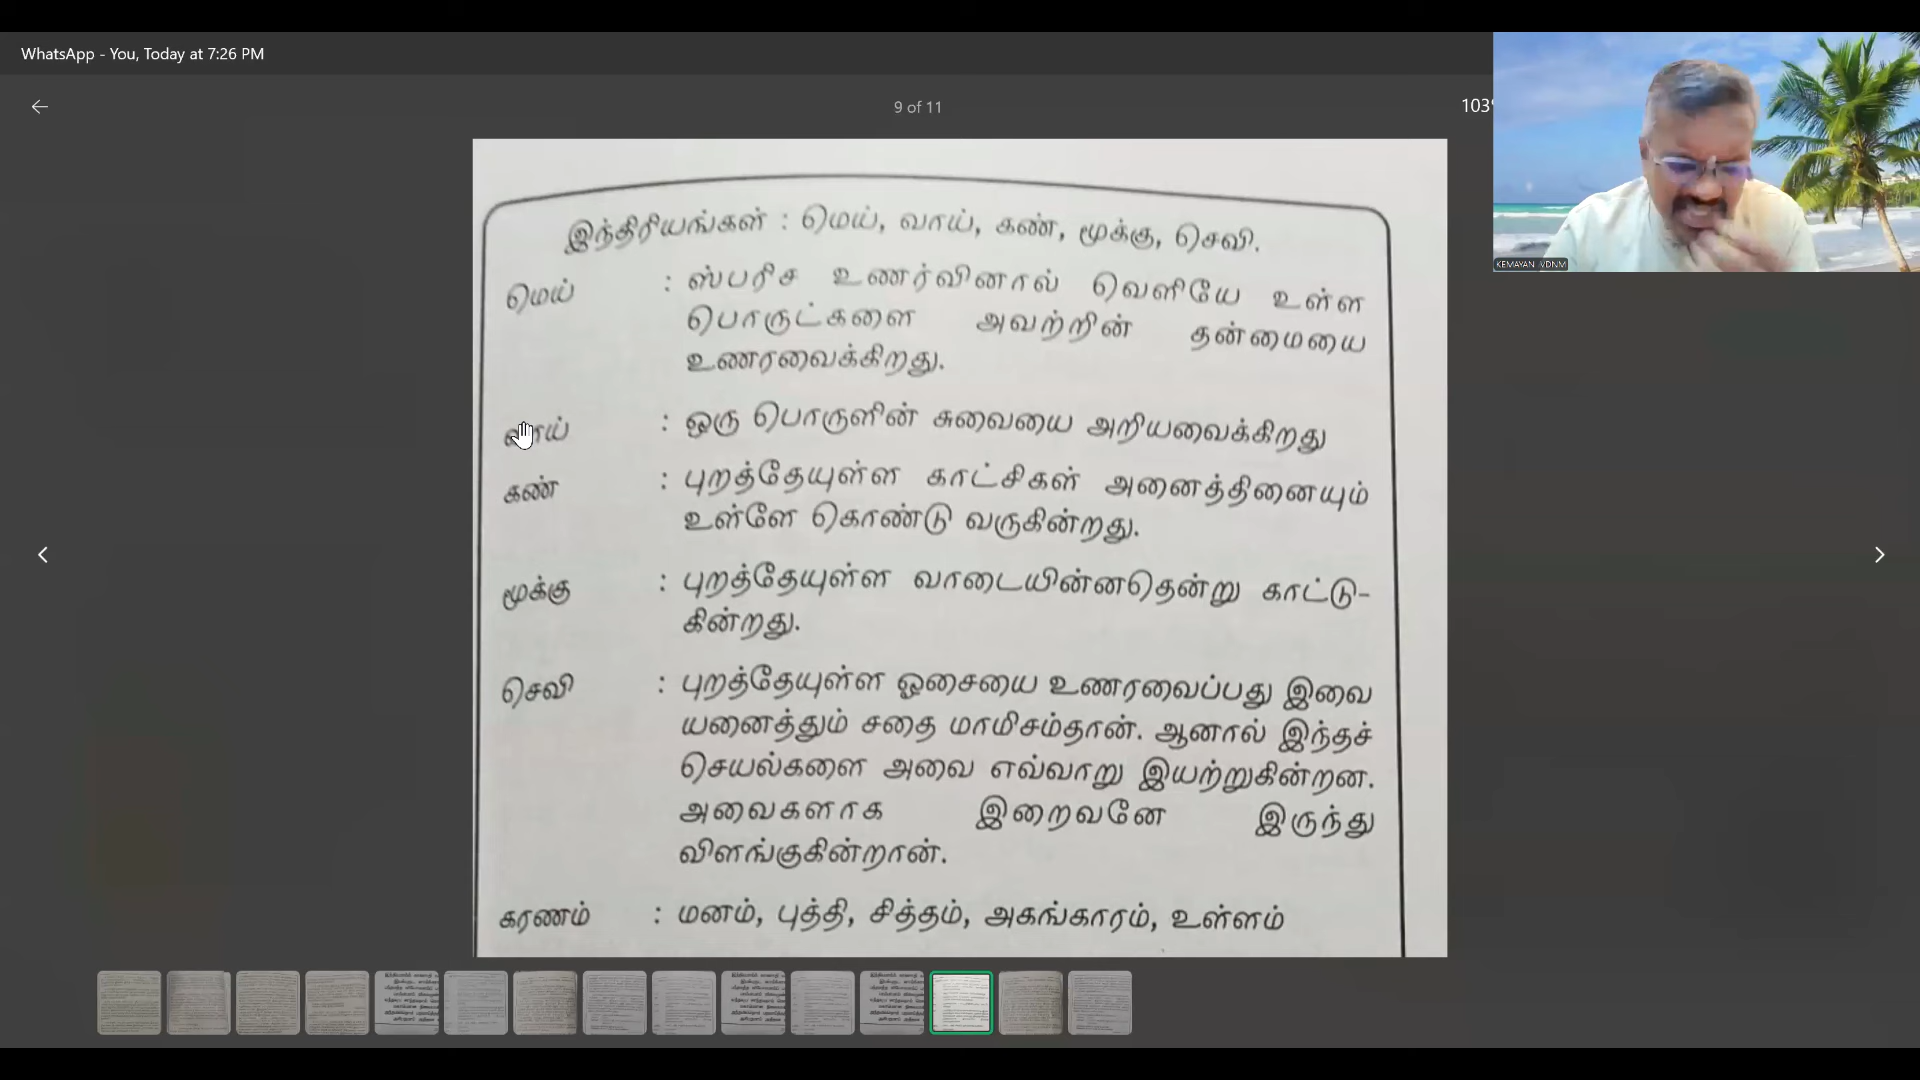 WhatsApp - You, Today at 7:26 PM
9 of 11
103%
KEMAYAN
இந்திரியங்கள் : மெய், வாய், கண், மூக்கு, செவி.
மெய் : ஸ்பரிச உணர்வினால் வெளியே உள்ள
பொருட்களை அவற்றின் தன்மையை
உணரவைக்கிறது.
வாய் : ஒரு பொருளின் சுவையை அறியவைக்கிறது
கண் : புறத்தேயுள்ள காட்சிகள் அனைத்தினையும்
உள்ளே கொண்டு வருகின்றது.
மூக்கு : புறத்தேயுள்ள வாடையின்னதென்று காட்டு-
கின்றது.
செவி : புறத்தேயுள்ள ஓசையை உணரவைப்பது இவை
யனைத்தும் சதை மாமிசம்தான். ஆனால் இந்தச்
செயல்களை அவை எவ்வாறு இயற்றுகின்றன.
அவைகளாக இறைவனே இருந்து
விளங்குகின்றான்.
கரணம் : மனம், புத்தி, சித்தம், அகங்காரம், உள்ளம்